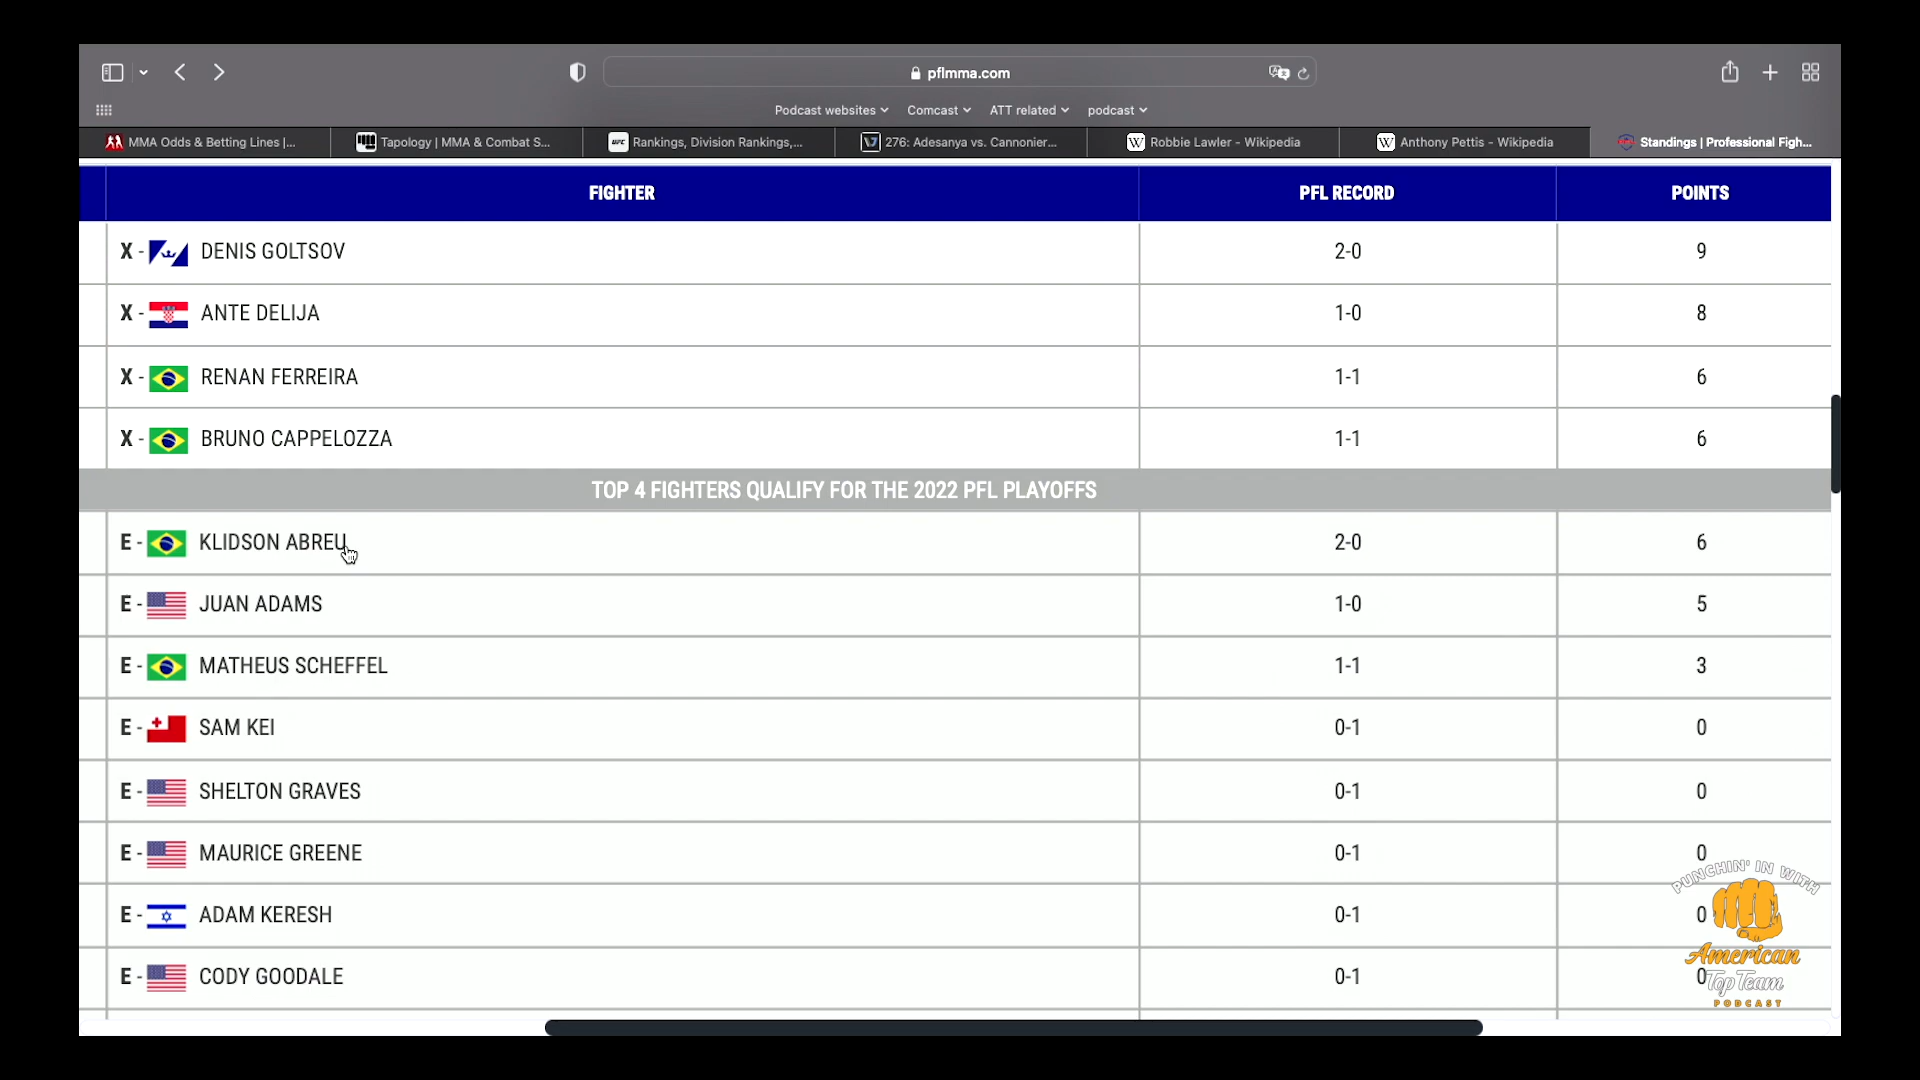 pflmma.com
Podcast websites Comcast ATT related podcast
MMA Odds & Betting Lines |... Tapology | MMA & Combat S... UFC Rankings, Division Rankings,... 276: Adesanya vs. Cannonier... W Robbie Lawler - Wikipedia W Anthony Pettis - Wikipedia Standings | Professional Figh...
FIGHTER PFL RECORD POINTS
X - DENIS GOLTSOV 2-0 9
X - ANTE DELIJA 1-0 8
X - RENAN FERREIRA 1-1 6
X - BRUNO CAPPELOZZA 1-1 6
TOP 4 FIGHTERS QUALIFY FOR THE 2022 PFL PLAYOFFS
E - KLIDSON ABREU 2-0 6
E - JUAN ADAMS 1-0 5
E - MATHEUS SCHEFFEL 1-1 3
E - SAM KEI 0-1 0
E - SHELTON GRAVES 0-1 0
E - MAURICE GREENE 0-1 0
E - ADAM KERESH 0-1 0
E - CODY GOODALE 0-1 0
PUNCHIN' IN WITH
American
Top Team
PODCAST